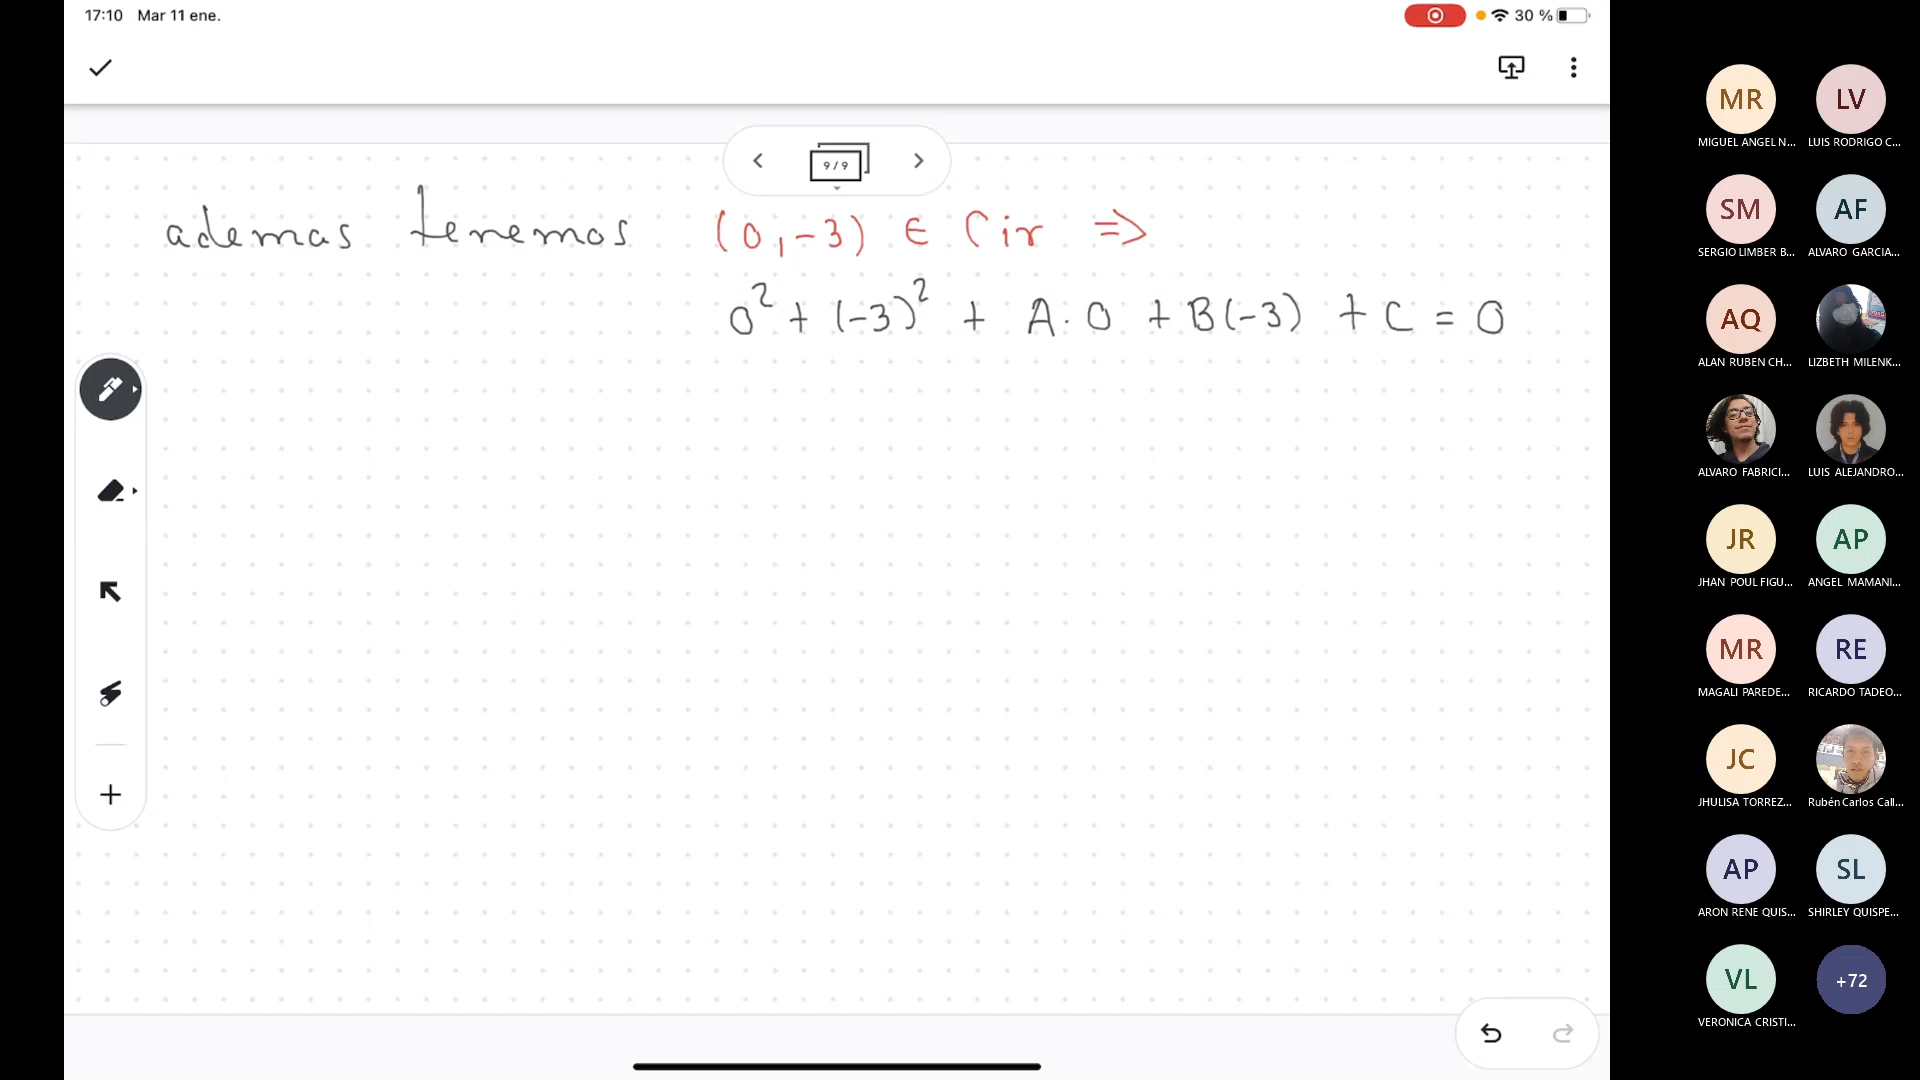 17:10 Mar 11 ene.
30 %
9 / 9
ademas tenemos (0,-3) ∈ Cir =>
0² + (-3)² + A·0 + B(-3) + C = 0
MR LV
MIGUEL ANGEL N... LUIS RODRIGO C...
SM AF
SERGIO LIMBER B... ALVARO GARCIA...
AQ
ALAN RUBEN CH... LIZBETH MILENK...
ALVARO FABRICI... LUIS ALEJANDRO...
JR AP
JHAN POUL FIGU... ANGEL MAMANI...
MR RE
MAGALI PAREDE... RICARDO TADEO...
JC
JHULISA TORREZ... Rubén Carlos Call...
AP SL
ARON RENE QUIS... SHIRLEY QUISPE...
VL +72
VERONICA CRISTI...